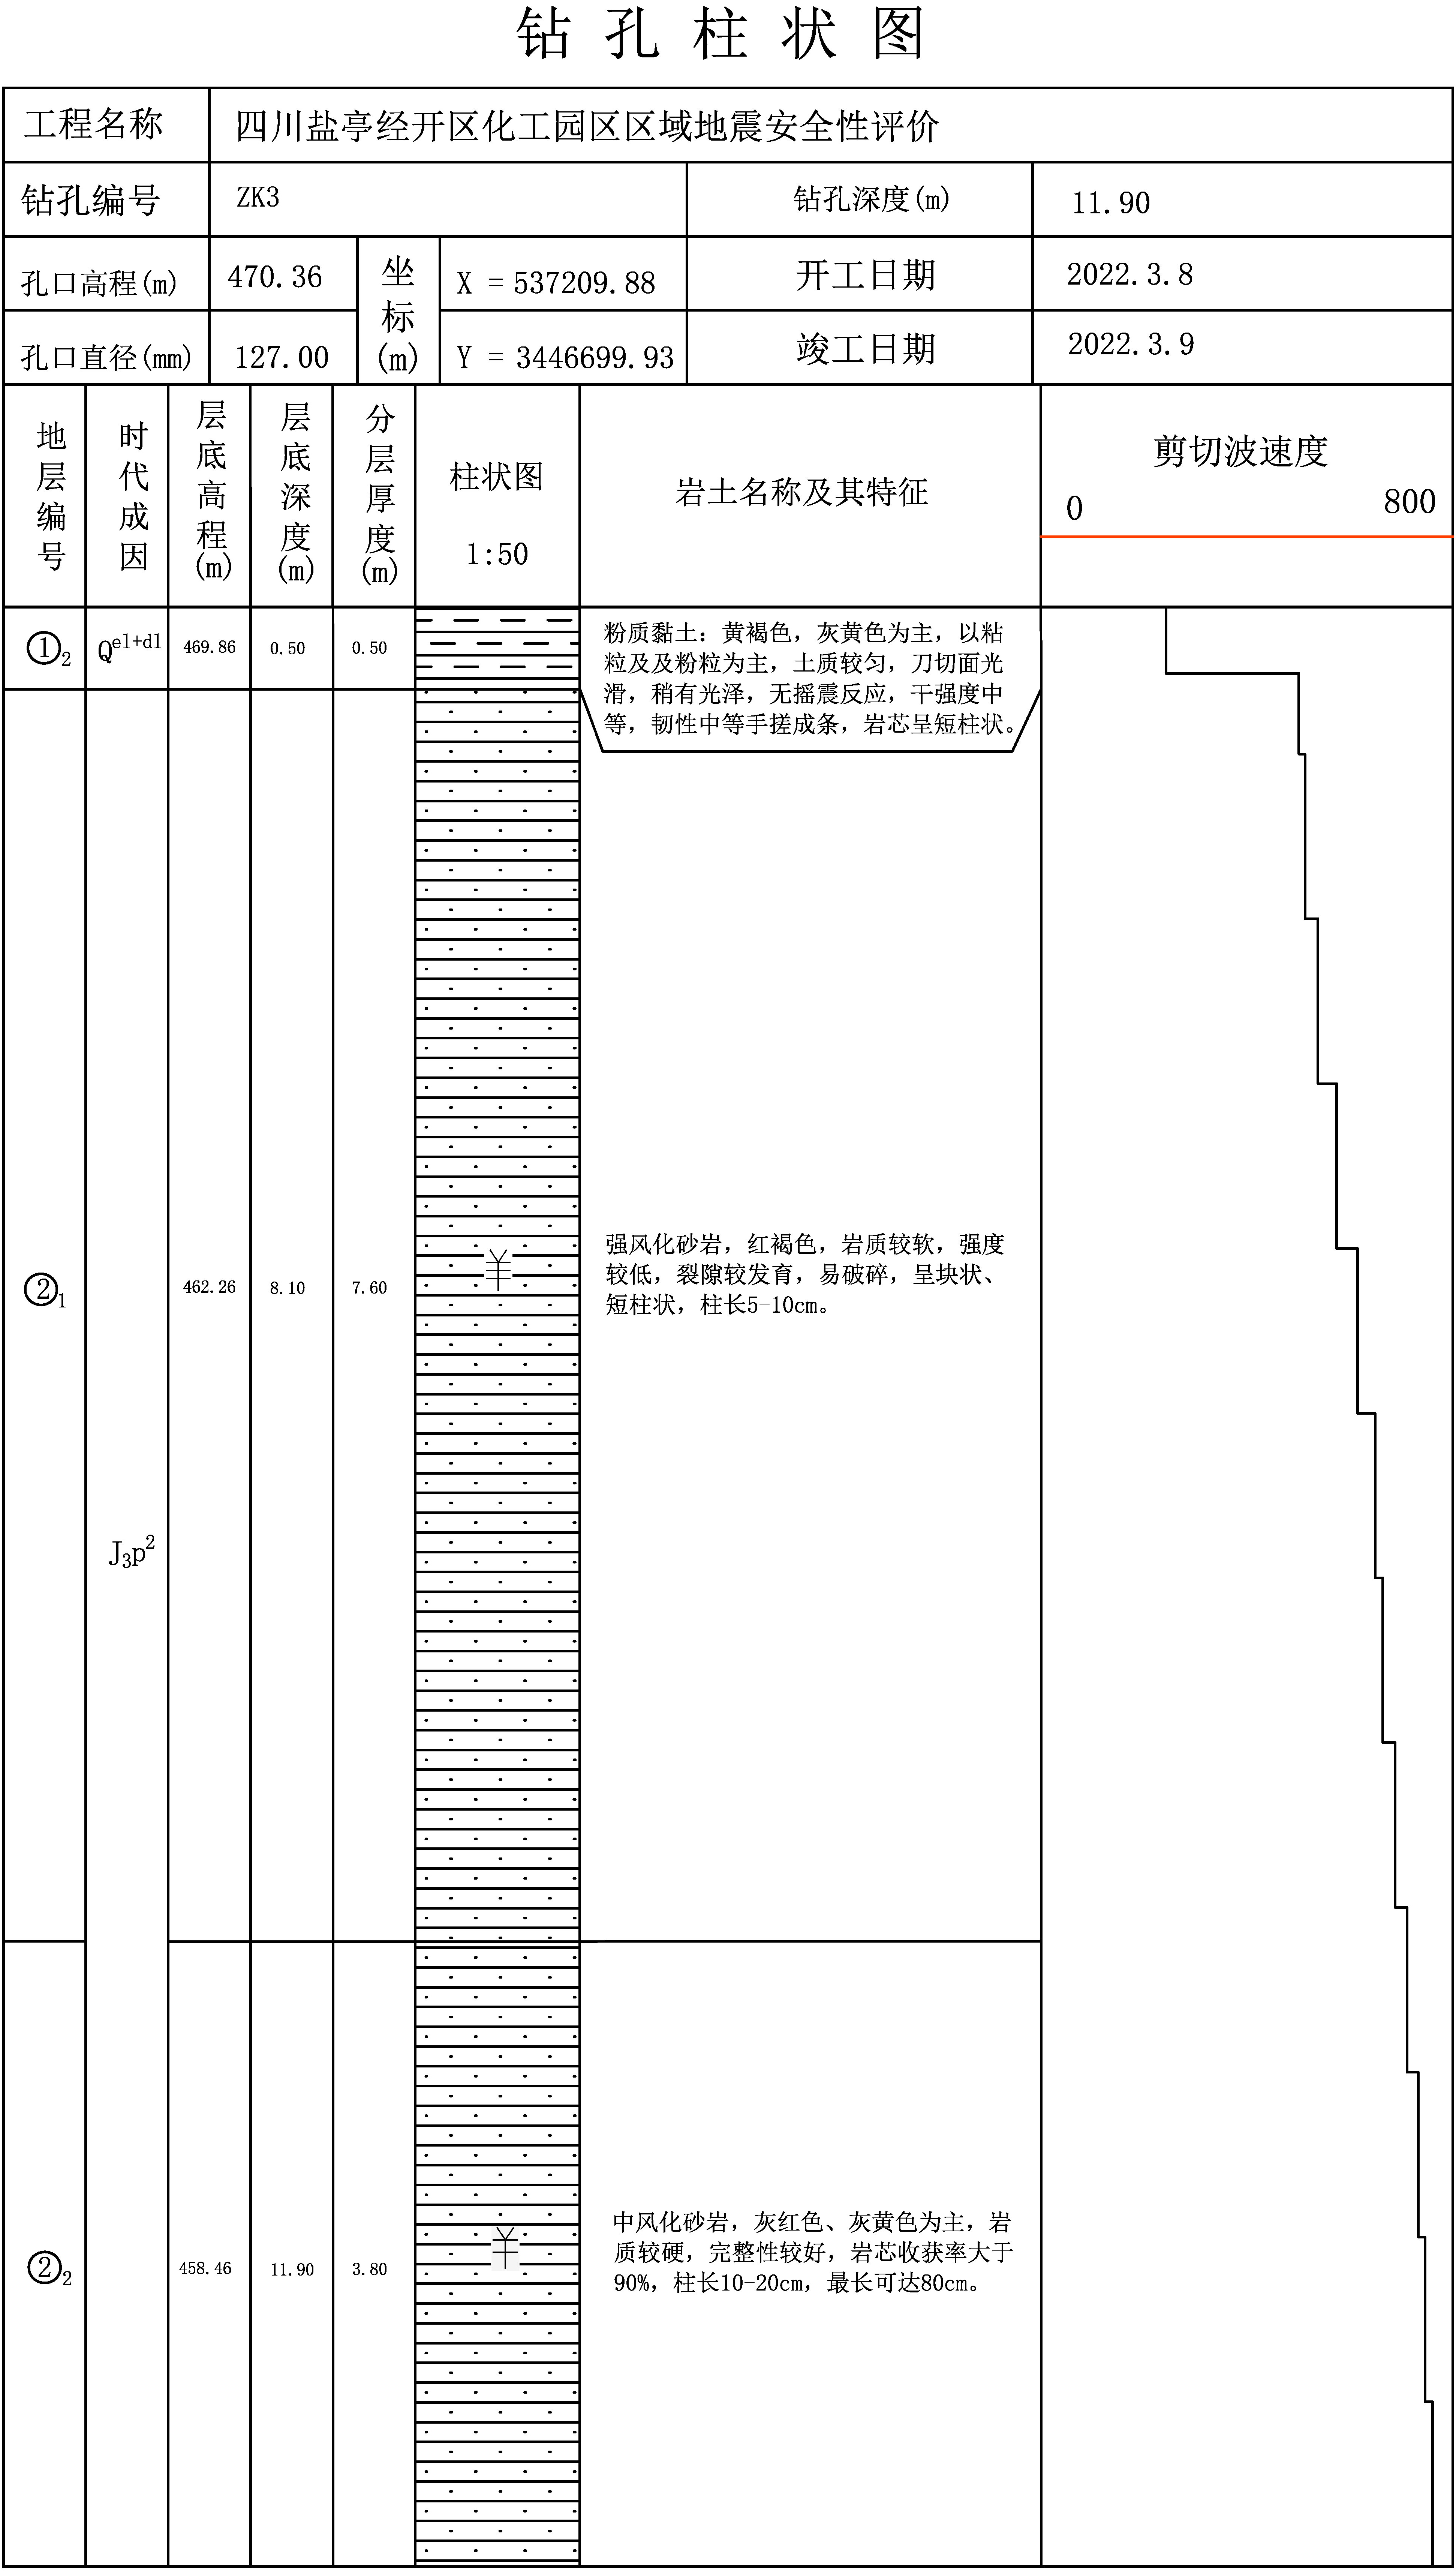 钻孔柱状图
工程名称 四川盐亭经开区化工园区区域地震安全性评价
钻孔编号 ZK3 钻孔深度(m) 11.90
孔口高程(m) 470.36 坐标(m) X = 537209.88 开工日期 2022.3.8
孔口直径(mm) 127.00 Y = 3446699.93 竣工日期 2022.3.9
地层编号 时代成因 层底高程(m) 层底深度(m) 分层厚度(m) 柱状图 1:50 岩土名称及其特征 剪切波速度
0 800
①2 Qel+dl 469.86 0.50 0.50
粉质黏土：黄褐色，灰黄色为主，以粘
粒及及粉粒为主，土质较匀，刀切面光
滑，稍有光泽，无摇震反应，干强度中
等，韧性中等手搓成条，岩芯呈短柱状。
②1 462.26 8.10 7.60
强风化砂岩，红褐色，岩质较软，强度
较低，裂隙较发育，易破碎，呈块状、
短柱状，柱长5-10cm。
J3p2
②2 458.46 11.90 3.80
中风化砂岩，灰红色、灰黄色为主，岩
质较硬，完整性较好，岩芯收获率大于
90%，柱长10-20cm，最长可达80cm。